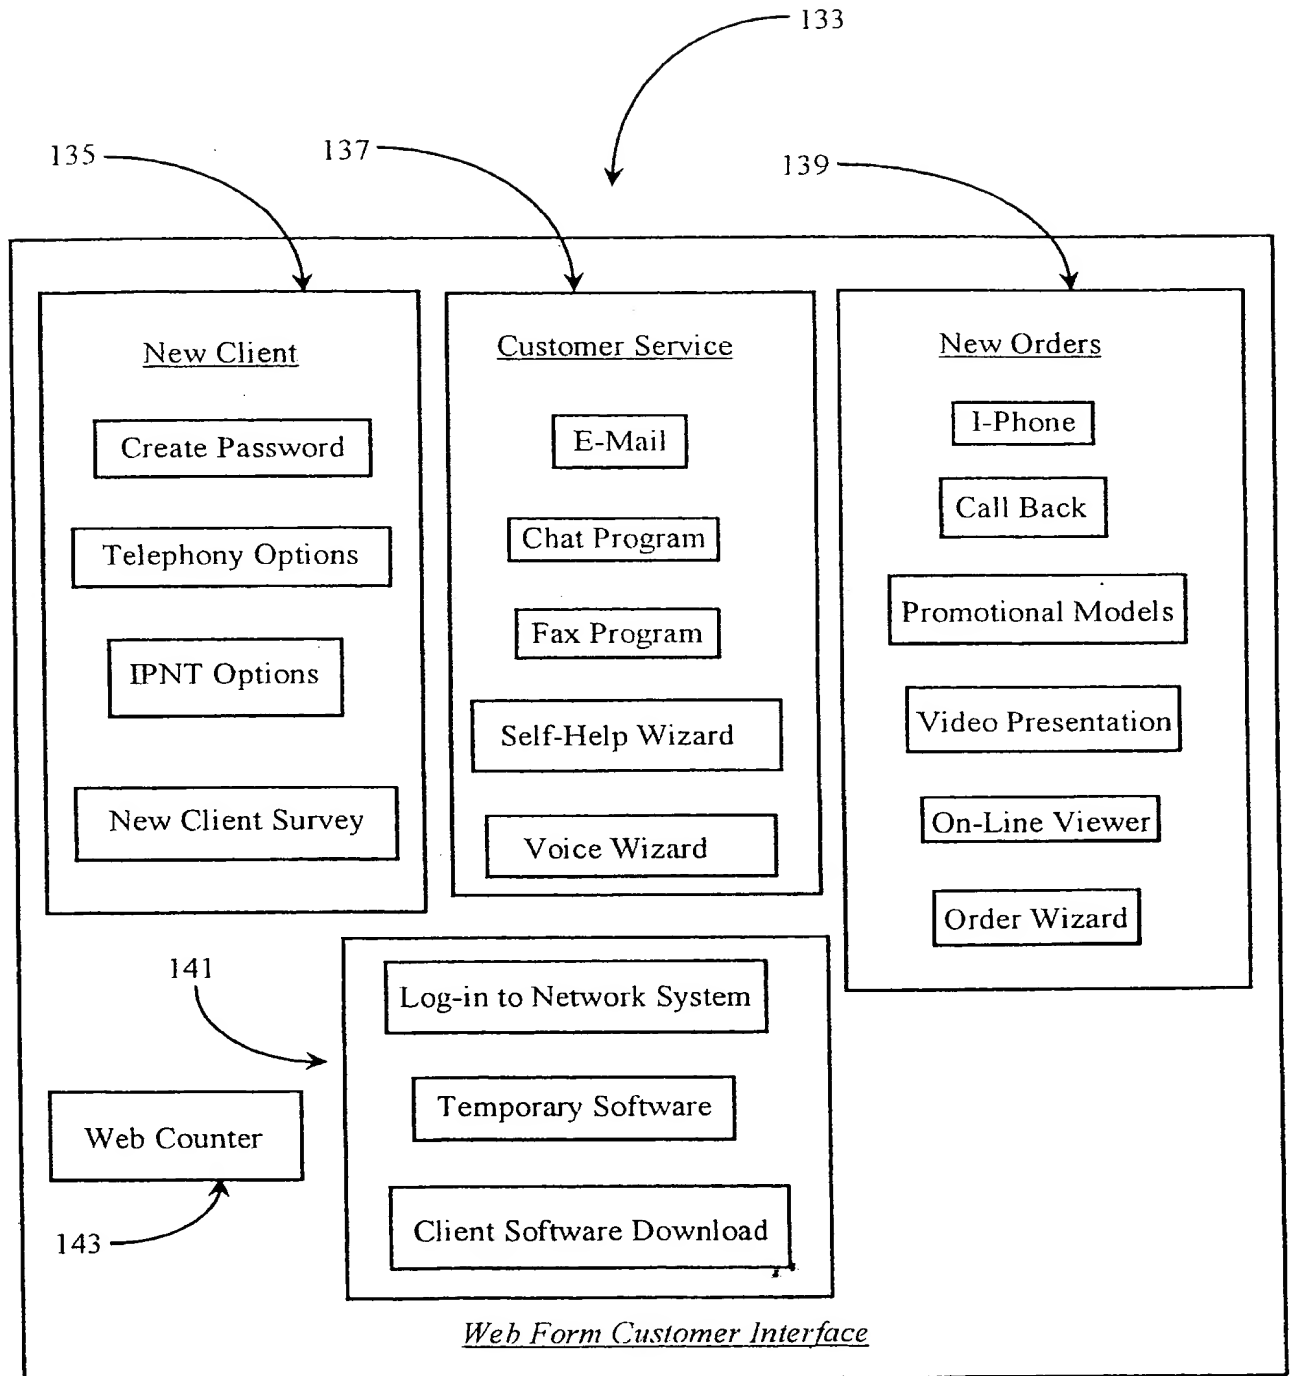 133
135
137
139
New Client
Create Password
Telephony Options
IPNT Options
New Client Survey
Customer Service
E-Mail
Chat Program
Fax Program
Self-Help Wizard
Voice Wizard
New Orders
I-Phone
Call Back
Promotional Models
Video Presentation
On-Line Viewer
Order Wizard
141
Log-in to Network System
Temporary Software
Client Software Download
Web Counter
143
Web Form Customer Interface